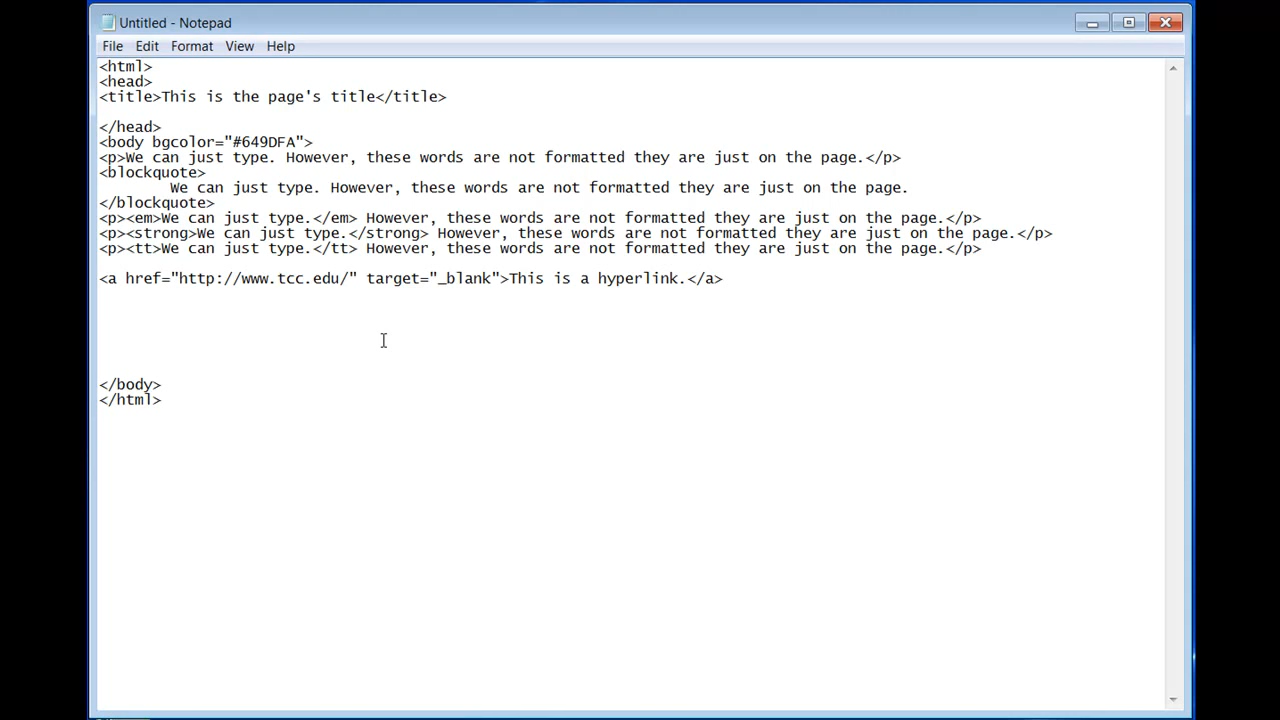 Untitled - Notepad
File Edit Format View Help
<html>
<head>
<title>This is the page's title</title>
</head>
<body bgcolor="#649DFA">
<p>We can just type. However, these words are not formatted they are just on the page.</p>
<blockquote>
We can just type. However, these words are not formatted they are just on the page.
</blockquote>
<p><em>We can just type.</em> However, these words are not formatted they are just on the page.</p>
<p><strong>We can just type.</strong> However, these words are not formatted they are just on the page.</p>
<p><tt>We can just type.</tt> However, these words are not formatted they are just on the page.</p>
<a href="http://www.tcc.edu/" target="_blank">This is a hyperlink.</a>
</body>
</html>